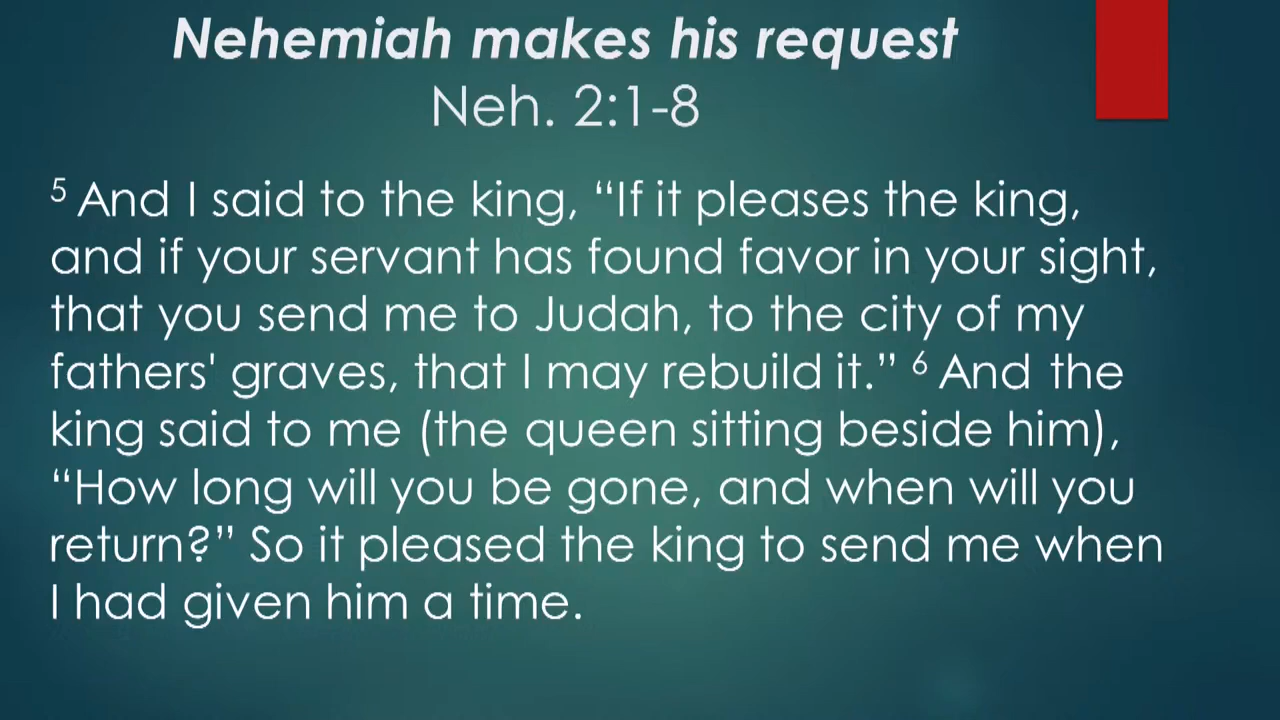 Nehemiah makes his request
Neh. 2:1-8
⁵ And I said to the king, “If it pleases the king,
and if your servant has found favor in your sight,
that you send me to Judah, to the city of my
fathers' graves, that I may rebuild it.” ⁶ And the
king said to me (the queen sitting beside him),
“How long will you be gone, and when will you
return?” So it pleased the king to send me when
I had given him a time.